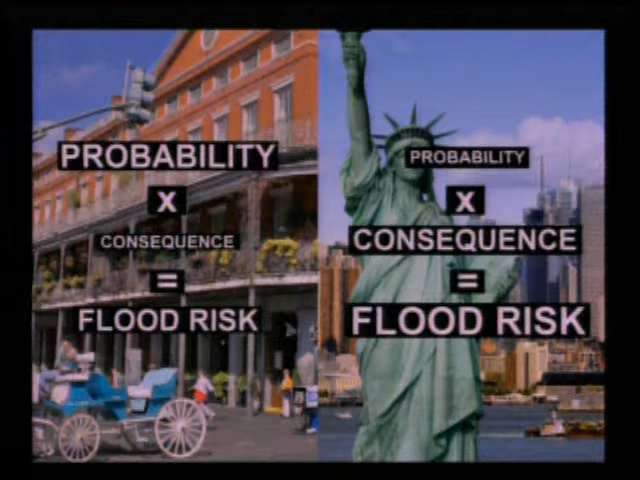 PROBABILITY
X
CONSEQUENCE
=
FLOOD RISK
PROBABILITY
X
CONSEQUENCE
=
FLOOD RISK